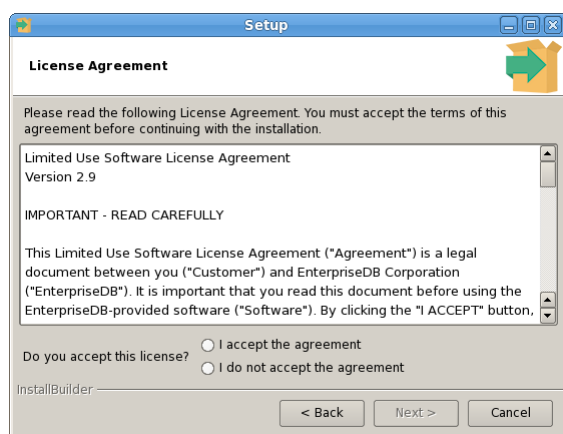 Setup
License Agreement
Please read the following License Agreement. You must accept the terms of this
agreement before continuing with the installation.
Limited Use Software License Agreement
Version 2.9
IMPORTANT - READ CAREFULLY
This Limited Use Software License Agreement ("Agreement") is a legal
document between you ("Customer") and EnterpriseDB Corporation
("EnterpriseDB"). It is important that you read this document before using the
EnterpriseDB-provided software ("Software"). By clicking the "I ACCEPT" button,
Do you accept this license?
I accept the agreement
I do not accept the agreement
InstallBuilder
< Back
Next >
Cancel